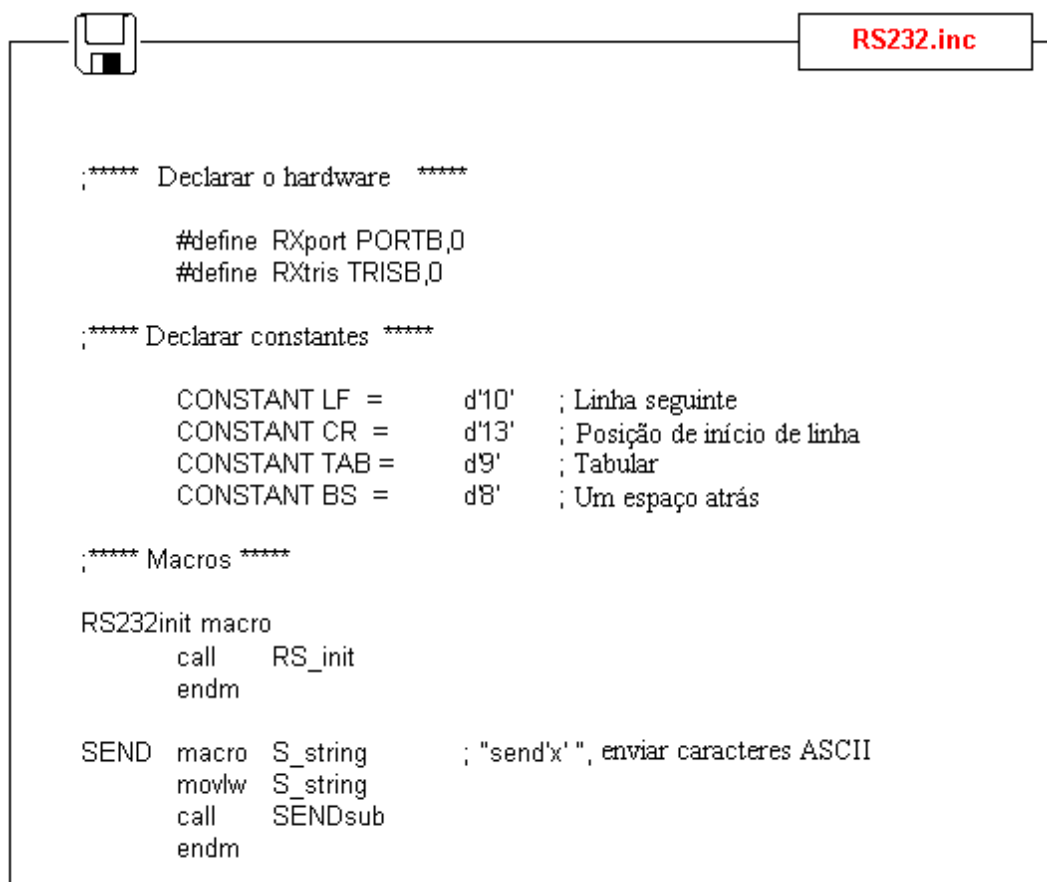 RS232.inc
;***** Declarar o hardware *****
#define RXport PORTB,0
#define RXtris TRISB,0
;***** Declarar constantes *****
CONSTANT LF = d'10' ; Linha seguinte
CONSTANT CR = d'13' ; Posição de início de linha
CONSTANT TAB = d'9' ; Tabular
CONSTANT BS = d'8' ; Um espaço atrás
;***** Macros *****
RS232init macro
call RS_init
endm
SEND macro S_string ; "send'x' ", enviar caracteres ASCII
movlw S_string
call SENDsub
endm